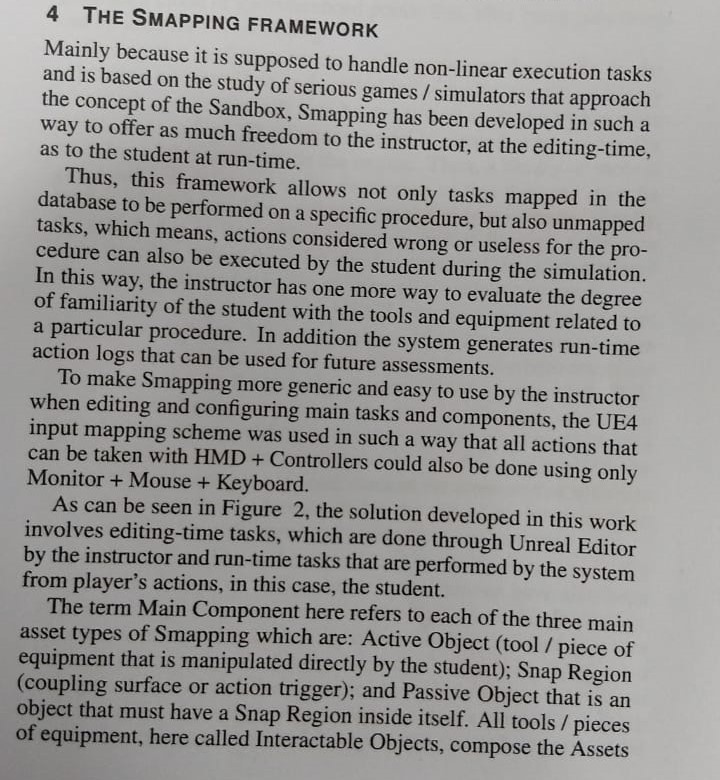 4 THE SMAPPING FRAMEWORK
Mainly because it is supposed to handle non-linear execution tasks
and is based on the study of serious games / simulators that approach
the concept of the Sandbox, Smapping has been developed in such a
way to offer as much freedom to the instructor, at the editing-time,
as to the student at run-time.
Thus, this framework allows not only tasks mapped in the
database to be performed on a specific procedure, but also unmapped
tasks, which means, actions considered wrong or useless for the pro-
cedure can also be executed by the student during the simulation.
In this way, the instructor has one more way to evaluate the degree
of familiarity of the student with the tools and equipment related to
a particular procedure. In addition the system generates run-time
action logs that can be used for future assessments.
To make Smapping more generic and easy to use by the instructor
when editing and configuring main tasks and components, the UE4
input mapping scheme was used in such a way that all actions that
can be taken with HMD + Controllers could also be done using only
Monitor + Mouse + Keyboard.
As can be seen in Figure 2, the solution developed in this work
involves editing-time tasks, which are done through Unreal Editor
by the instructor and run-time tasks that are performed by the system
from player's actions, in this case, the student.
The term Main Component here refers to each of the three main
asset types of Smapping which are: Active Object (tool / piece of
equipment that is manipulated directly by the student); Snap Region
(coupling surface or action trigger); and Passive Object that is an
object that must have a Snap Region inside itself. All tools / pieces
of equipment, here called Interactable Objects, compose the Assets